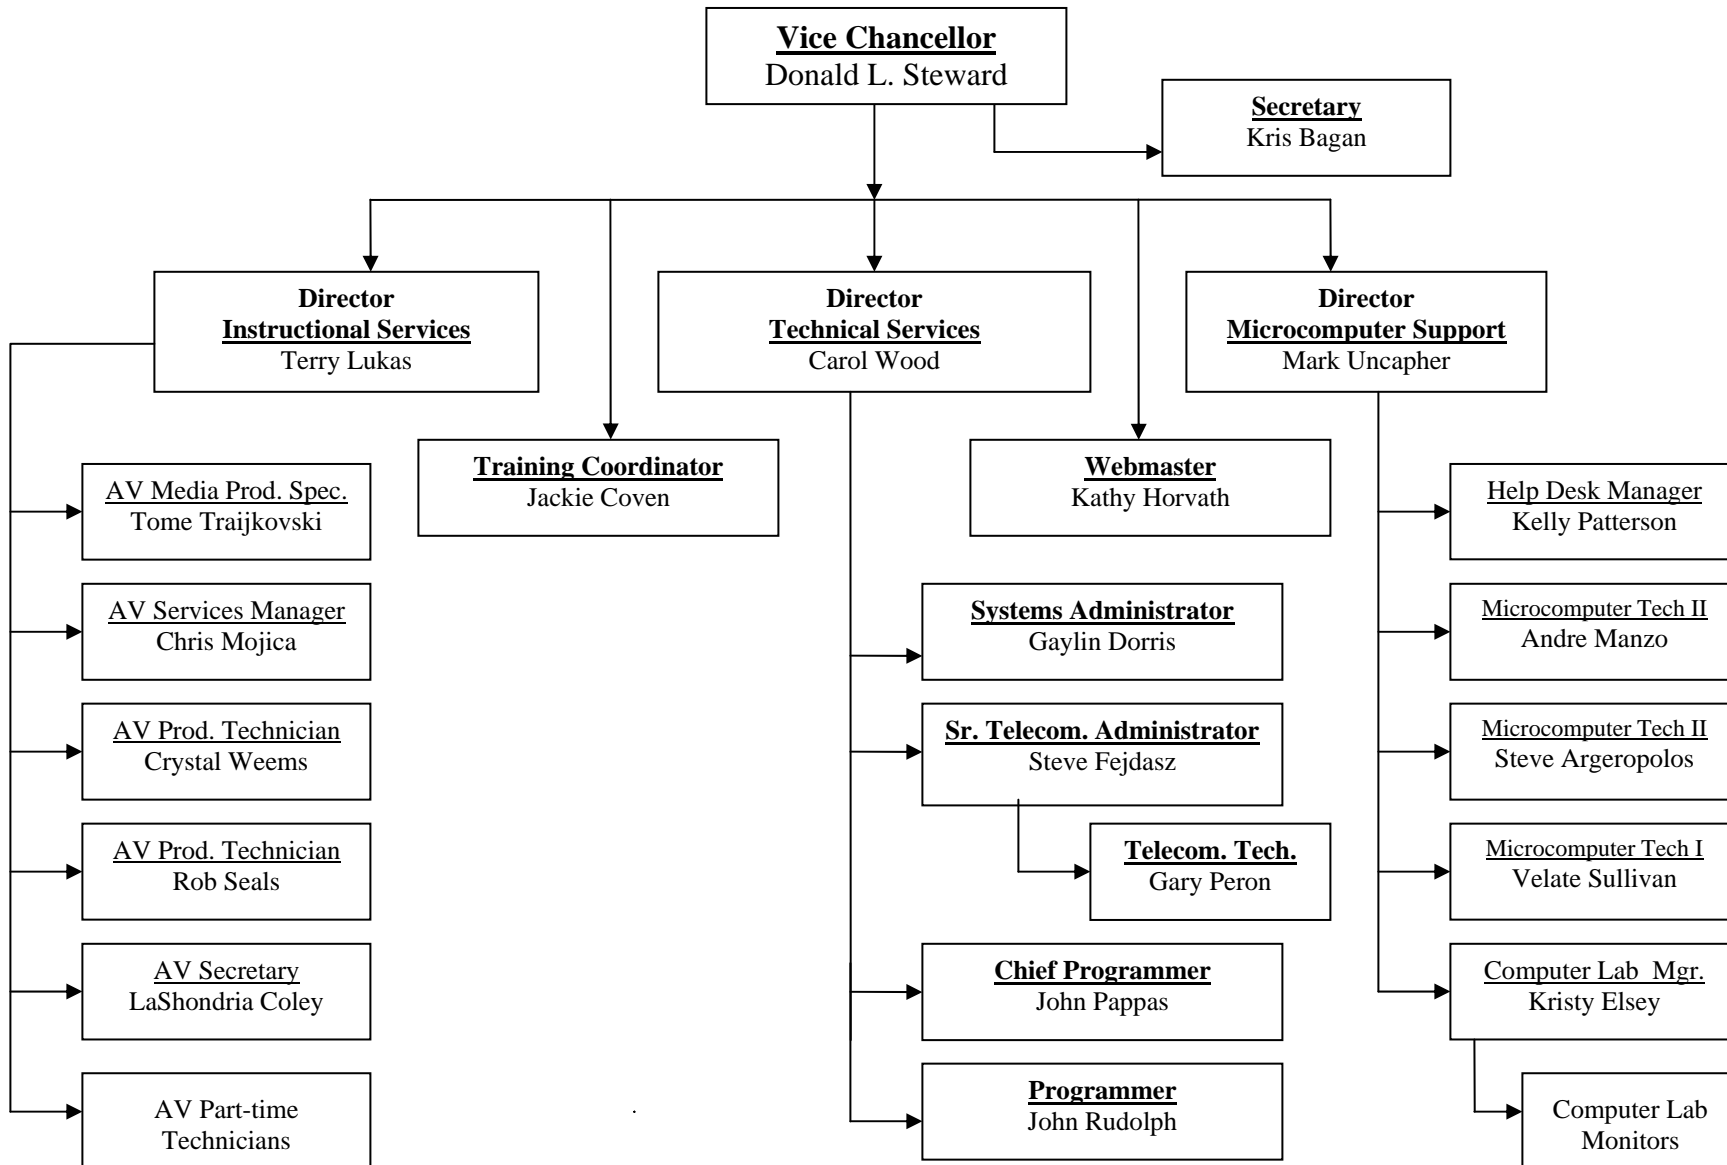 Vice Chancellor
Donald L. Steward
Secretary
Kris Bagan
Director
Instructional Services
Terry Lukas
Director
Technical Services
Carol Wood
Director
Microcomputer Support
Mark Uncapher
Training Coordinator
Jackie Coven
Webmaster
Kathy Horvath
AV Media Prod. Spec.
Tome Traijkovski
AV Services Manager
Chris Mojica
AV Prod. Technician
Crystal Weems
AV Prod. Technician
Rob Seals
AV Secretary
LaShondria Coley
AV Part-time
Technicians
Systems Administrator
Gaylin Dorris
Sr. Telecom. Administrator
Steve Fejdasz
Telecom. Tech.
Gary Peron
Chief Programmer
John Pappas
Programmer
John Rudolph
Help Desk Manager
Kelly Patterson
Microcomputer Tech II
Andre Manzo
Microcomputer Tech II
Steve Argeropolos
Microcomputer Tech I
Velate Sullivan
Computer Lab Mgr.
Kristy Elsey
Computer Lab
Monitors